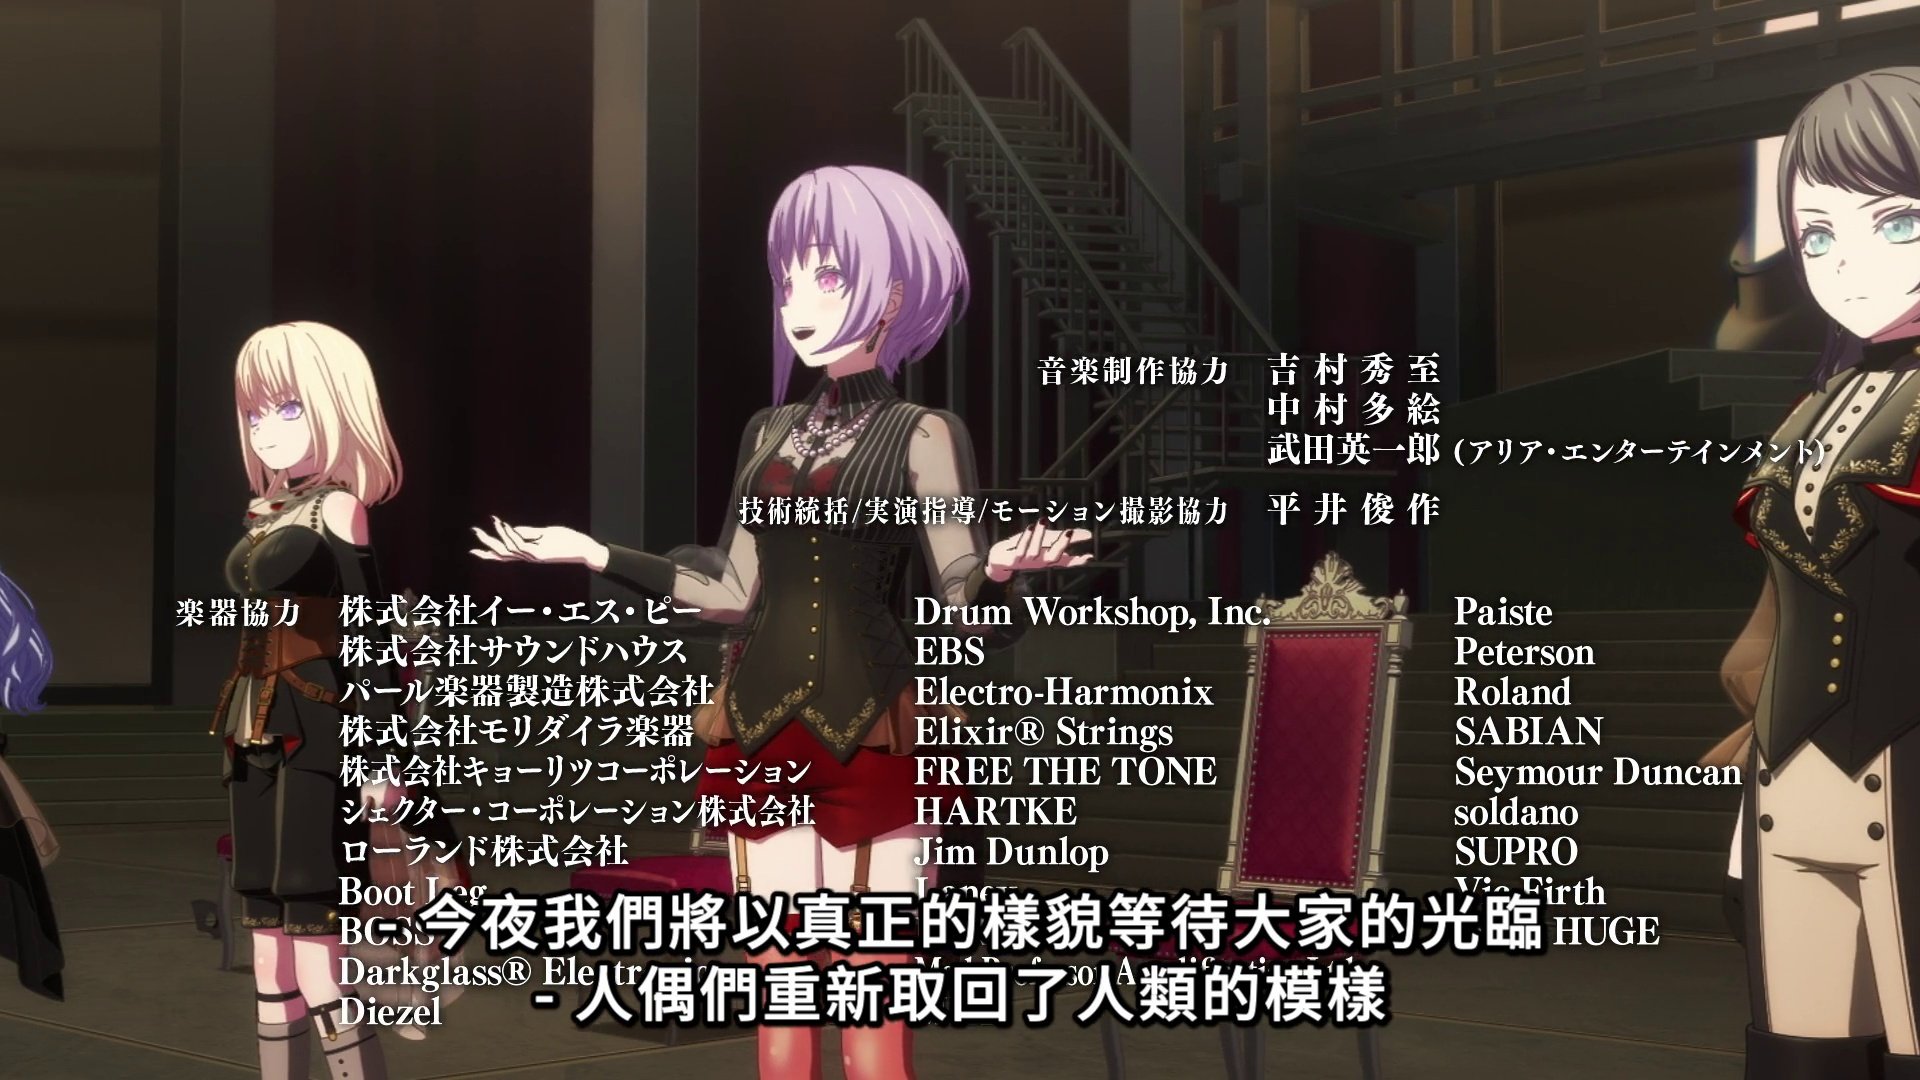 音楽制作協力 吉村秀至
中村多絵
武田英一郎 (アリア・エンターテインメント)
技術統括/実演指導/モーション撮影協力 平井俊作
楽器協力 株式会社イー・エス・ピー Drum Workshop, Inc. Paiste
株式会社サウンドハウス EBS Peterson
パール楽器製造株式会社 Electro-Harmonix Roland
株式会社モリダイラ楽器 Elixir® Strings SABIAN
株式会社キョーリツコーポレーション FREE THE TONE Seymour Duncan
シェクター・コーポレーション株式会社 HARTKE soldano
ローランド株式会社 Jim Dunlop SUPRO
Boot Leg Firth
BOSS HUGE
Darkglass®
Diezel
- 今夜我們將以真正的樣貌等待大家的光臨
- 人偶們重新取回了人類的模樣